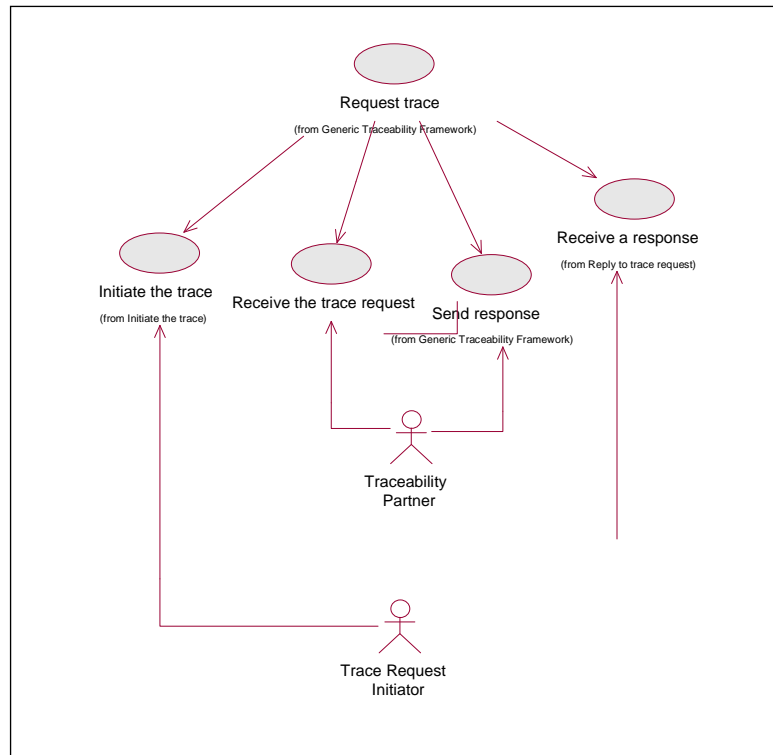 Request trace
(from Generic Traceability Framework)
Receive a response
(from Reply to trace request)
Initiate the trace
(from Initiate the trace)
Receive the trace request
Send response
(from Generic Traceability Framework)
Traceability
Partner
Trace Request
Initiator